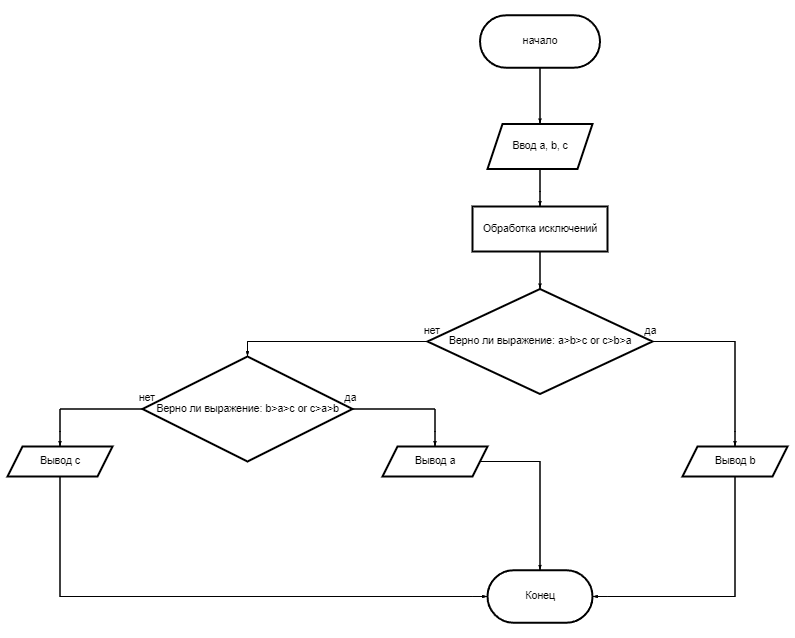 начало
Ввод a, b, c
Обработка исключений
нет
да
Верно ли выражение: a>b>c or c>b>a
нет
да
Верно ли выражение: b>a>c or c>a>b
Вывод c
Вывод a
Вывод b
Конец